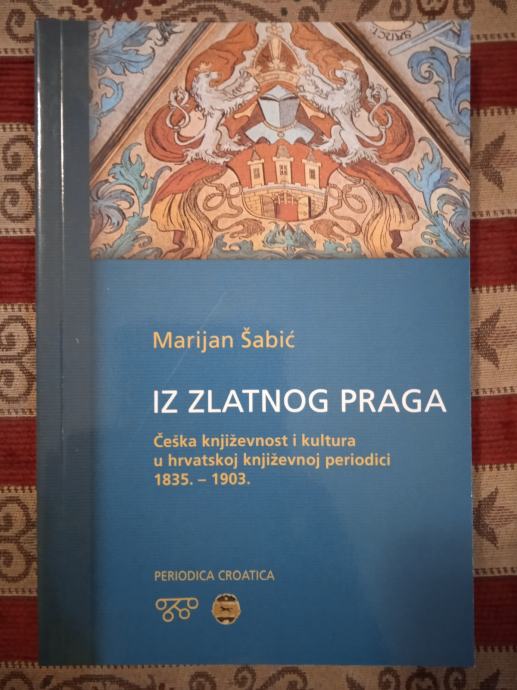 Marijan Šabić
IZ ZLATNOG PRAGA
Češka književnost i kultura
u hrvatskoj književnoj periodici
1835. – 1903.
PERIODICA CROATICA